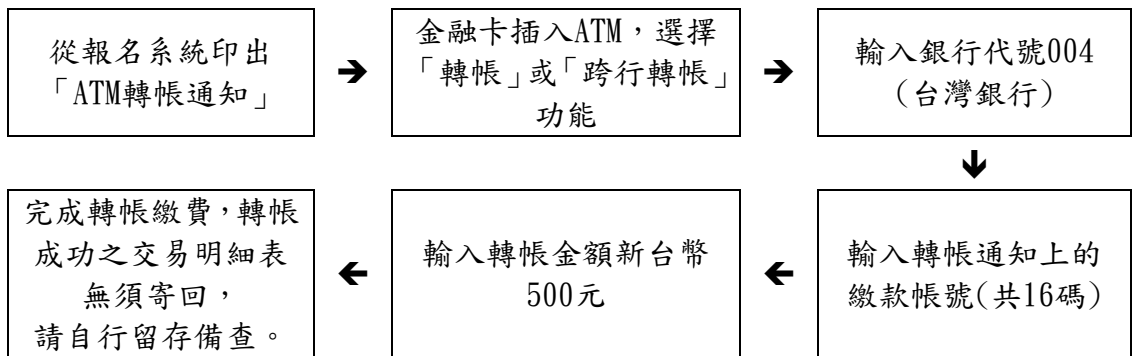 從報名系統印出
「ATM轉帳通知」
➔
金融卡插入ATM，選擇
「轉帳」或「跨行轉帳」
功能
➔
輸入銀行代號004
(台灣銀行)
輸入轉帳通知上的
繳款帳號(共16碼)
輸入轉帳金額新台幣
500元
完成轉帳繳費，轉帳
成功之交易明細表
無須寄回，
請自行留存備查。